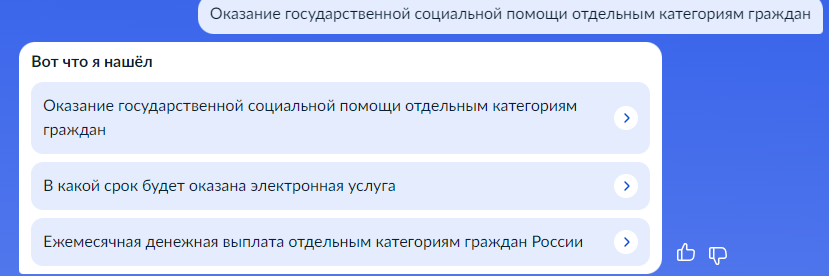 Оказание государственной социальной помощи отдельным категориям граждан
Вот что я нашёл
Оказание государственной социальной помощи отдельным категориям
граждан
В какой срок будет оказана электронная услуга
Ежемесячная денежная выплата отдельным категориям граждан России